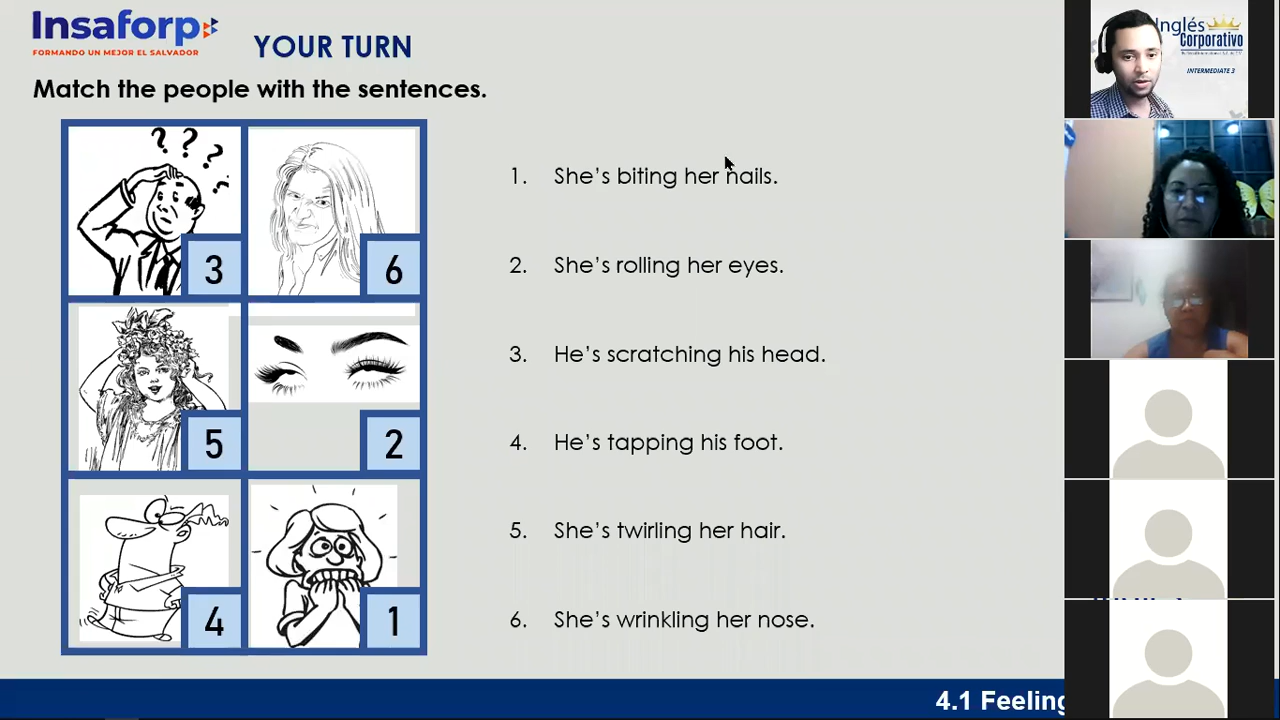 Insaforp
FORMANDO UN MEJOR EL SALVADOR
YOUR TURN
Match the people with the sentences.
? ? ? ?
3
6
5
2
4
1
1. She's biting her nails.
2. She's rolling her eyes.
3. He's scratching his head.
4. He's tapping his foot.
5. She's twirling her hair.
6. She's wrinkling her nose.
4.1 Feeling
Inglés
Corporativo
INTERMEDIATE 3